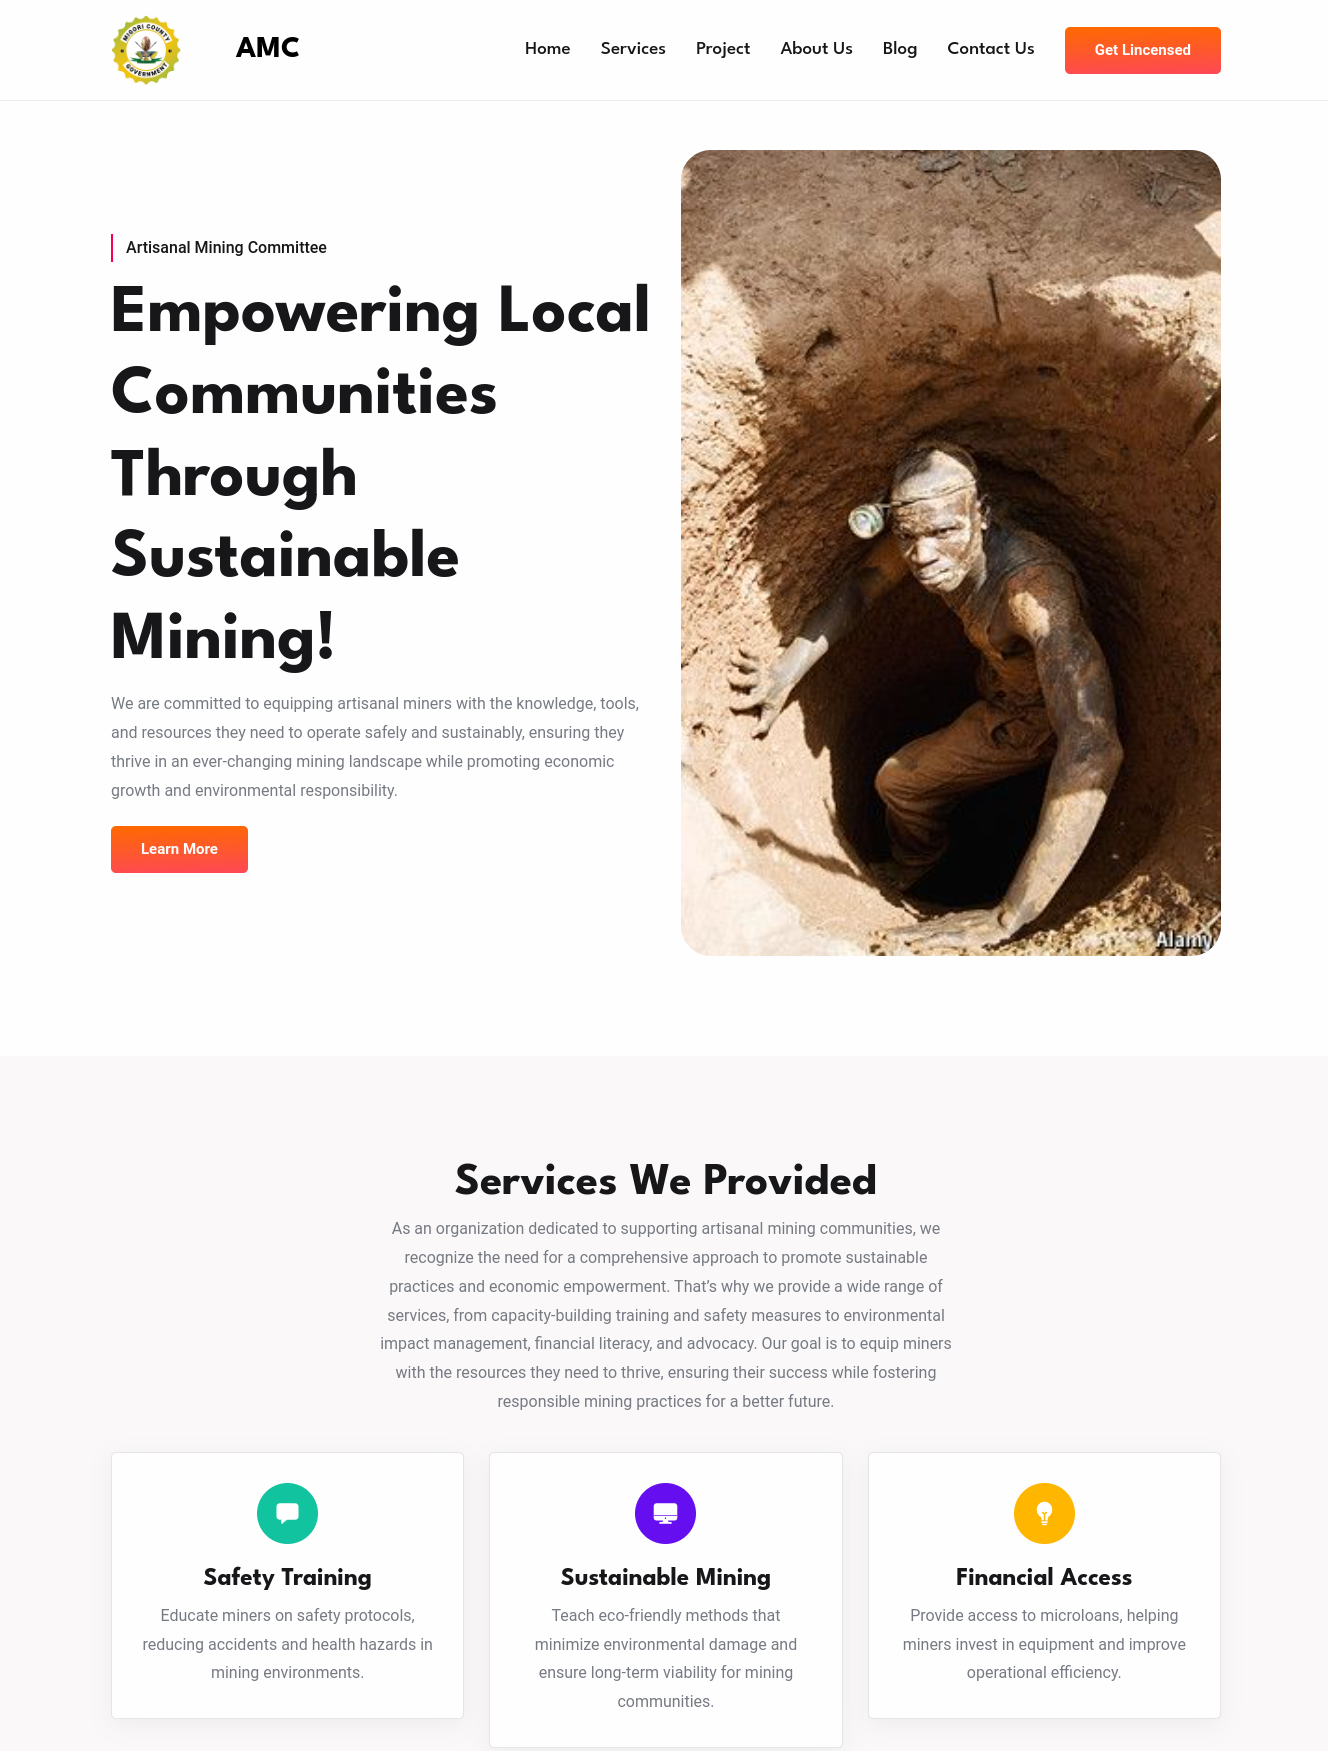 MIGORI COUNTY
GOVERNMENT
AMC
Home
Services
Project
About Us
Blog
Contact Us
Get Lincensed
Artisanal Mining Committee
Empowering Local
Communities
Through
Sustainable
Mining!
We are committed to equipping artisanal miners with the knowledge, tools,
and resources they need to operate safely and sustainably, ensuring they
thrive in an ever-changing mining landscape while promoting economic
growth and environmental responsibility.
Learn More
Alamy
Services We Provided
As an organization dedicated to supporting artisanal mining communities, we
recognize the need for a comprehensive approach to promote sustainable
practices and economic empowerment. That’s why we provide a wide range of
services, from capacity-building training and safety measures to environmental
impact management, financial literacy, and advocacy. Our goal is to equip miners
with the resources they need to thrive, ensuring their success while fostering
responsible mining practices for a better future.
Safety Training
Educate miners on safety protocols,
reducing accidents and health hazards in
mining environments.
Sustainable Mining
Teach eco-friendly methods that
minimize environmental damage and
ensure long-term viability for mining
communities.
Financial Access
Provide access to microloans, helping
miners invest in equipment and improve
operational efficiency.